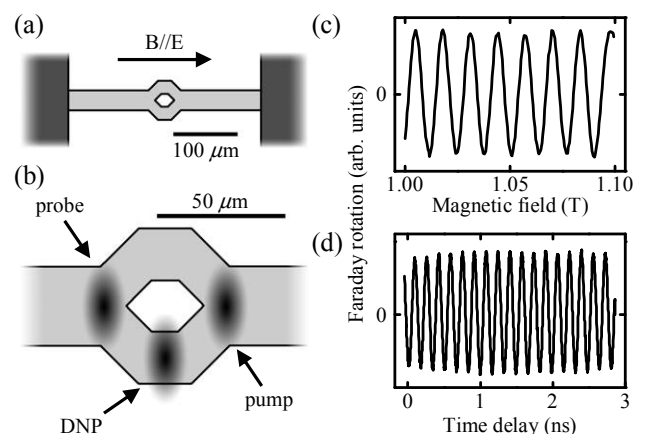 (a)
B//E
100 μm
(b)
50 μm
probe
DNP
pump
(c)
0
1.00
1.05
1.10
Magnetic field (T)
Faraday rotation (arb. units)
(d)
0
0
1
2
3
Time delay (ns)